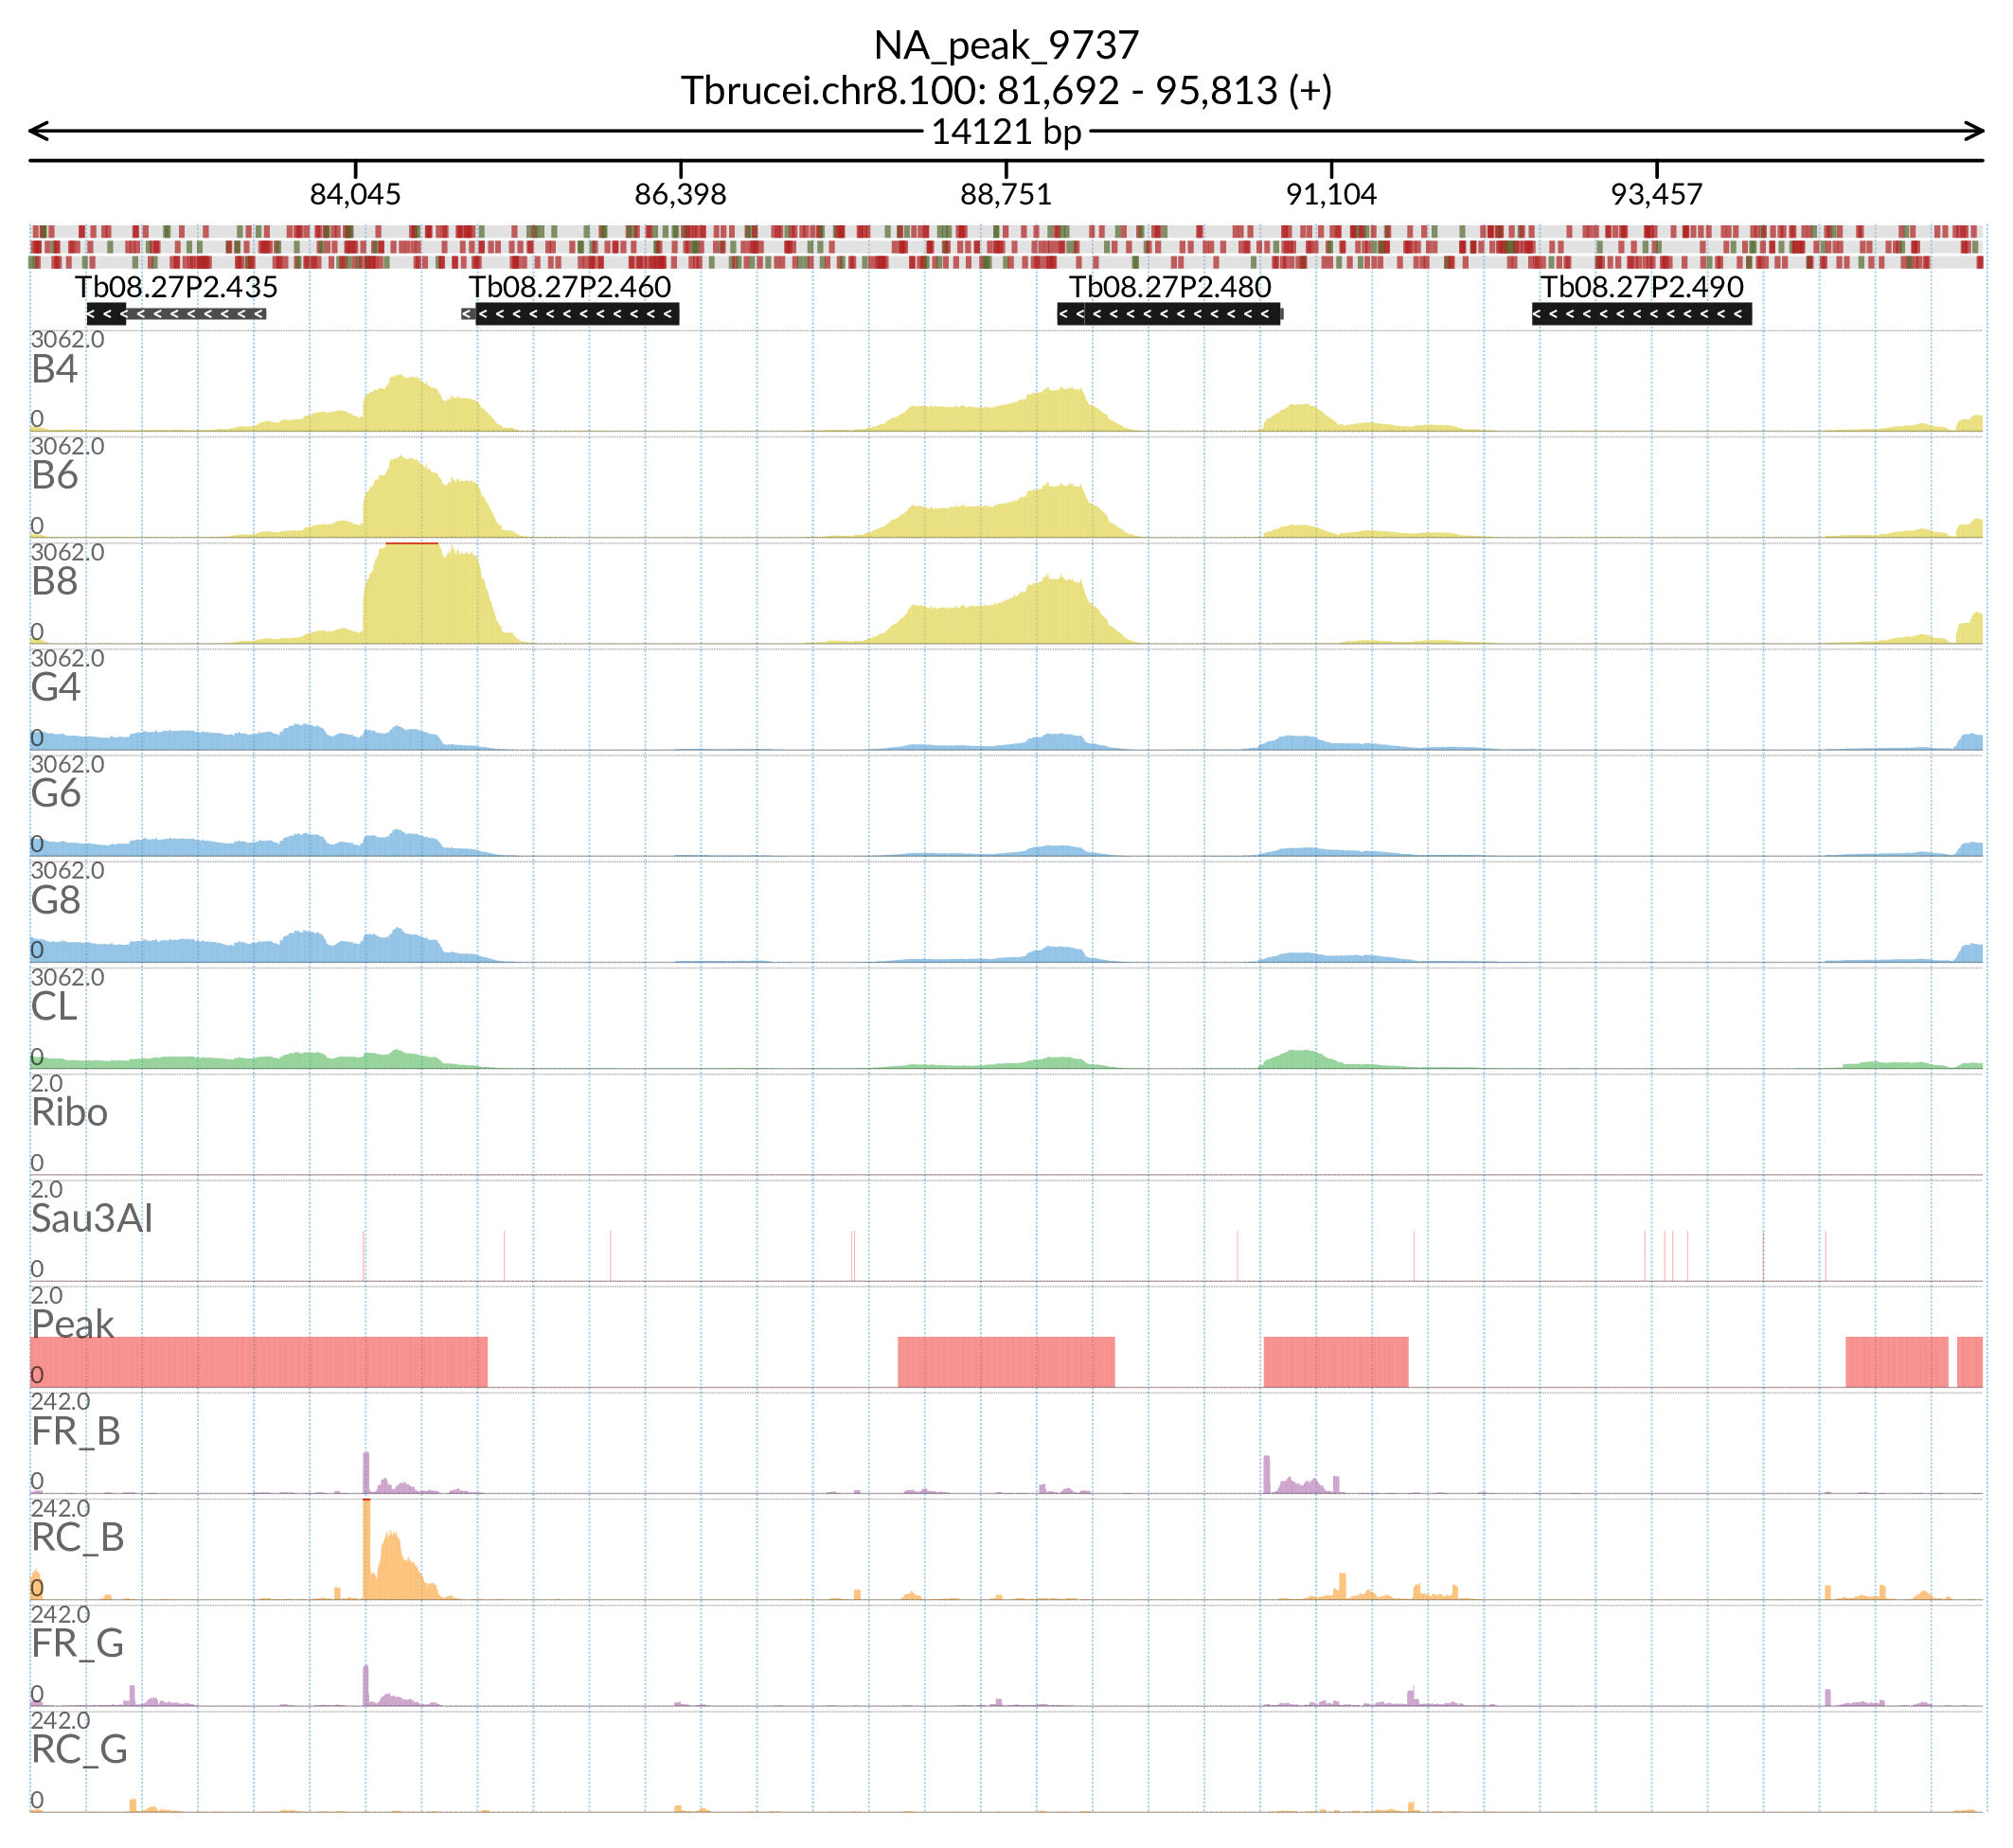 NA_peak_9737
Tbrucei.chr8.100: 81,692 - 95,813 (+)
14121 bp
84,045 86,398 88,751 91,104 93,457
Tb08.27P2.435 Tb08.27P2.460 Tb08.27P2.480 Tb08.27P2.490
3062.0
B4
0
3062.0
B6
0
3062.0
B8
0
3062.0
G4
0
3062.0
G6
0
3062.0
G8
0
3062.0
CL
0
2.0
Ribo
0
2.0
Sau3AI
0
2.0
Peak
0
242.0
FR_B
0
242.0
RC_B
0
242.0
FR_G
0
242.0
RC_G
0